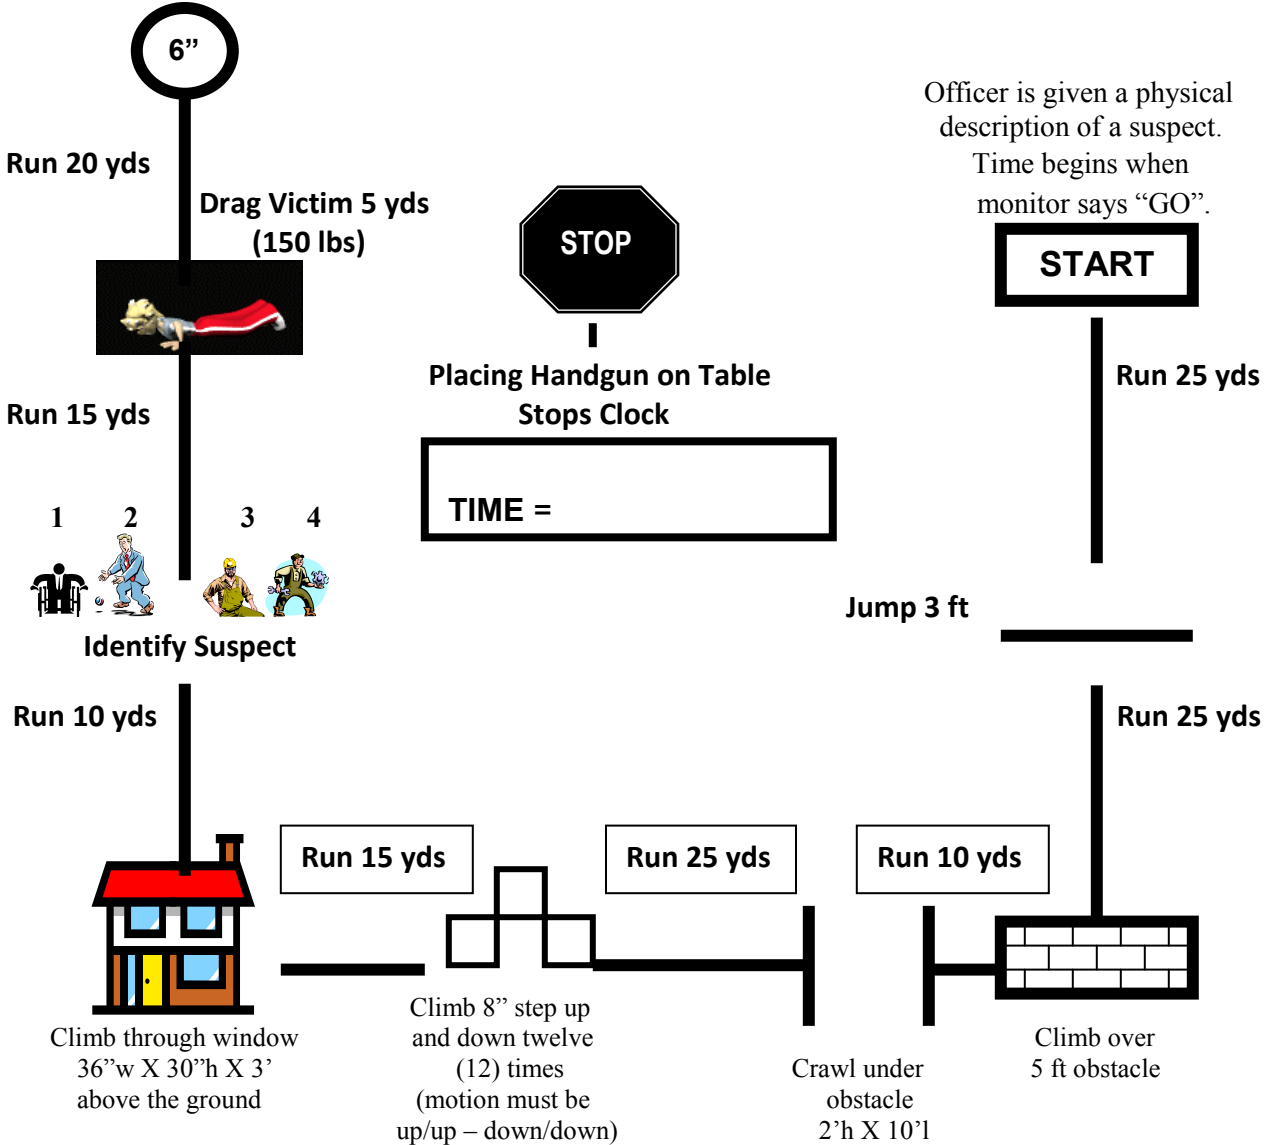 6”
Run 20 yds
Drag Victim 5 yds
(150 lbs)
Run 15 yds
1 2 3 4
Identify Suspect
Run 10 yds
STOP
Placing Handgun on Table
Stops Clock
TIME =
Officer is given a physical
description of a suspect.
Time begins when
monitor says “GO”.
START
Run 25 yds
Jump 3 ft
Run 25 yds
Run 15 yds
Run 25 yds
Run 10 yds
Climb through window
36”w X 30”h X 3’
above the ground
Climb 8” step up
and down twelve
(12) times
(motion must be
up/up – down/down)
Crawl under
obstacle
2’h X 10’l
Climb over
5 ft obstacle